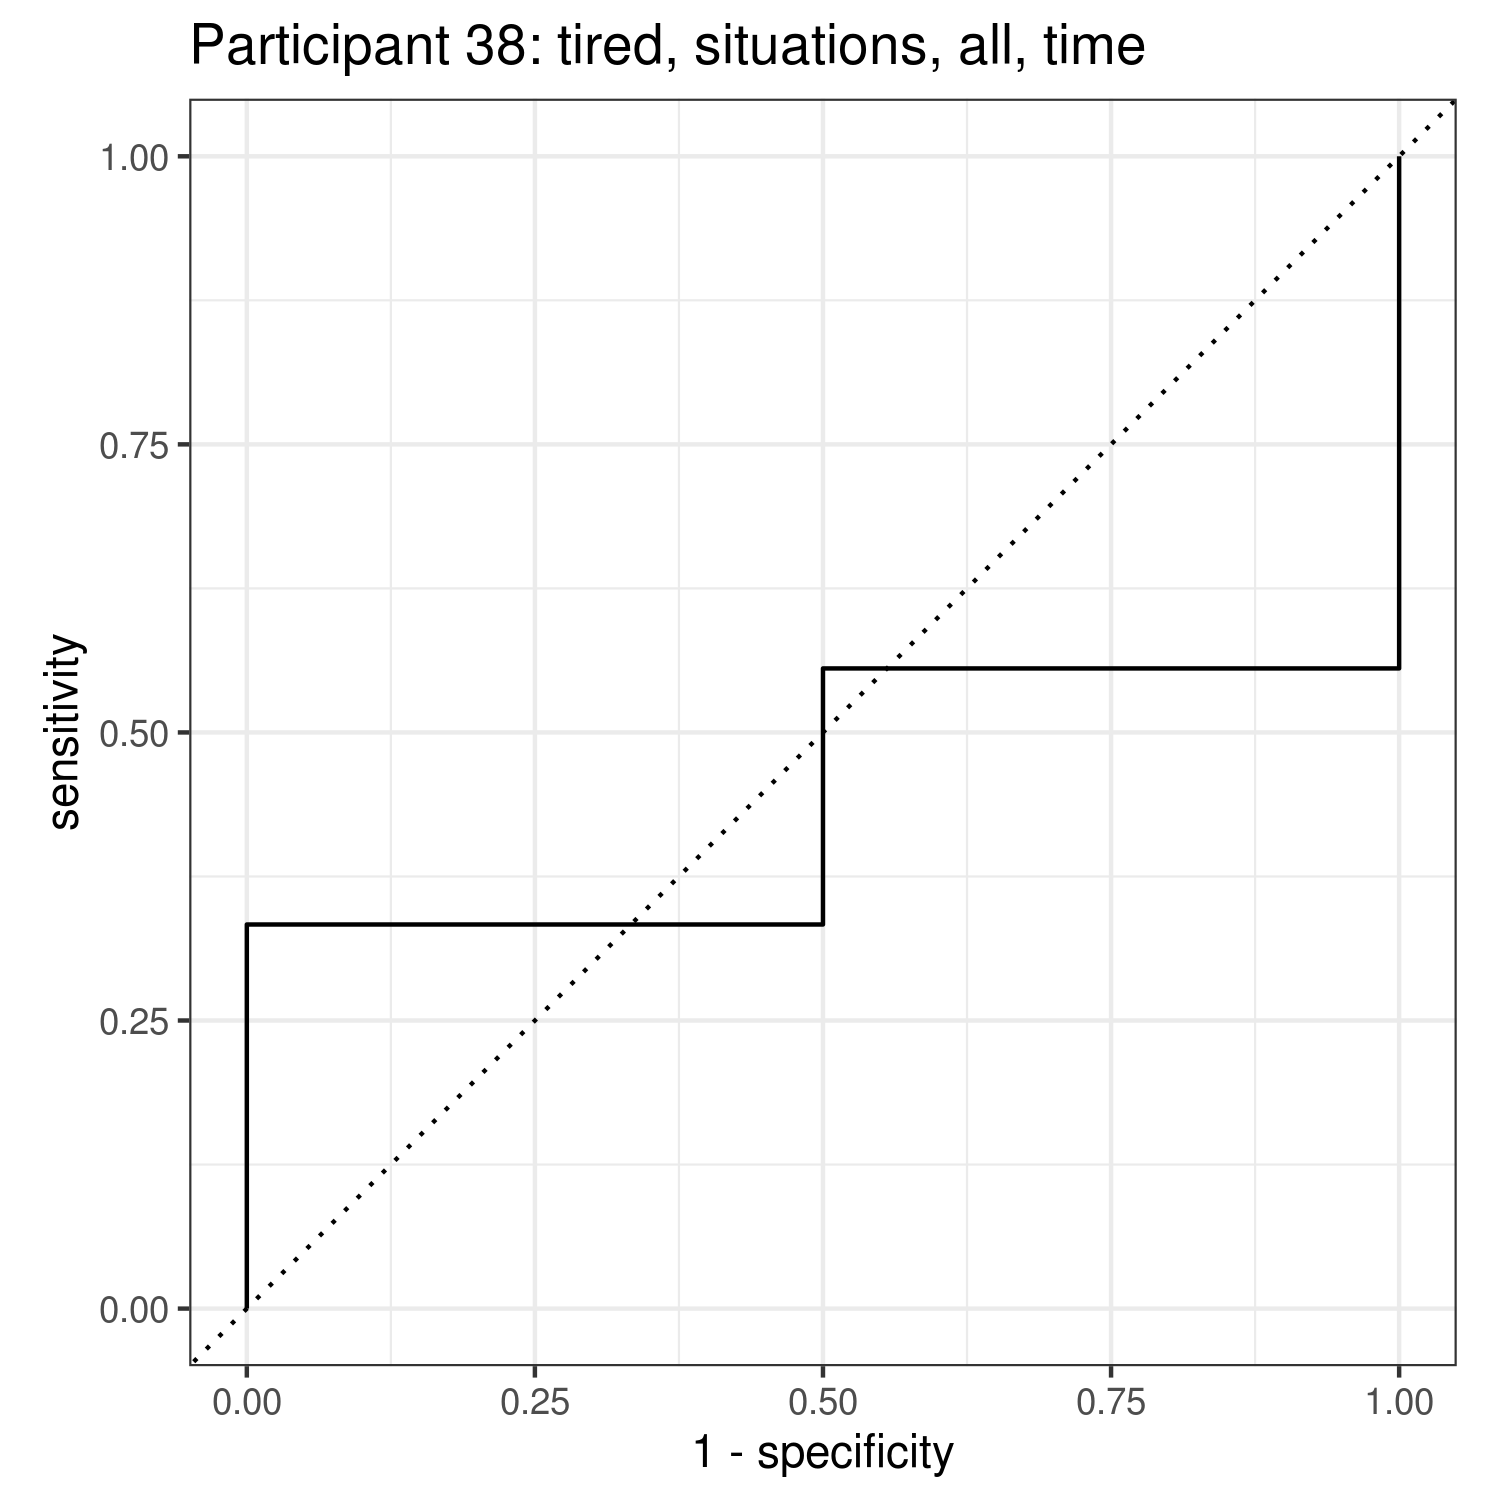 Participant 38: tired, situations, all, time
sensitivity
1.00
0.75
0.50
0.25
0.00
0.00 0.25 0.50 0.75 1.00
1 - specificity